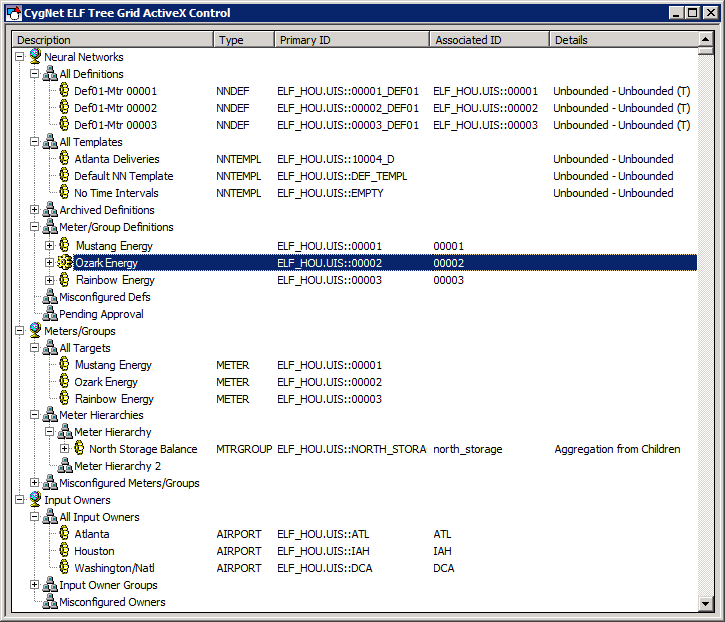 CygNet ELF Tree Grid ActiveX Control
Description Type Primary ID Associated ID Details
Neural Networks
All Definitions
Def01-Mtr 00001 NNDEF ELF_HOU.UIS::00001_DEF01 ELF_HOU.UIS::00001 Unbounded - Unbounded (T)
Def01-Mtr 00002 NNDEF ELF_HOU.UIS::00002_DEF01 ELF_HOU.UIS::00002 Unbounded - Unbounded (T)
Def01-Mtr 00003 NNDEF ELF_HOU.UIS::00003_DEF01 ELF_HOU.UIS::00003 Unbounded - Unbounded (T)
All Templates
Atlanta Deliveries NNTEMPL ELF_HOU.UIS::10004_D Unbounded - Unbounded
Default NN Template NNTEMPL ELF_HOU.UIS::DEF_TEMPL Unbounded - Unbounded
No Time Intervals NNTEMPL ELF_HOU.UIS::EMPTY Unbounded - Unbounded
Archived Definitions
Meter/Group Definitions
Mustang Energy ELF_HOU.UIS::00001 00001
Ozark Energy ELF_HOU.UIS::00002 00002
Rainbow Energy ELF_HOU.UIS::00003 00003
Misconfigured Defs
Pending Approval
Meters/Groups
All Targets
Mustang Energy METER ELF_HOU.UIS::00001
Ozark Energy METER ELF_HOU.UIS::00002
Rainbow Energy METER ELF_HOU.UIS::00003
Meter Hierarchies
Meter Hierarchy
North Storage Balance MTRGROUP ELF_HOU.UIS::NORTH_STORA north_storage Aggregation from Children
Meter Hierarchy 2
Misconfigured Meters/Groups
Input Owners
All Input Owners
Atlanta AIRPORT ELF_HOU.UIS::ATL ATL
Houston AIRPORT ELF_HOU.UIS::IAH IAH
Washington/Natl AIRPORT ELF_HOU.UIS::DCA DCA
Input Owner Groups
Misconfigured Owners